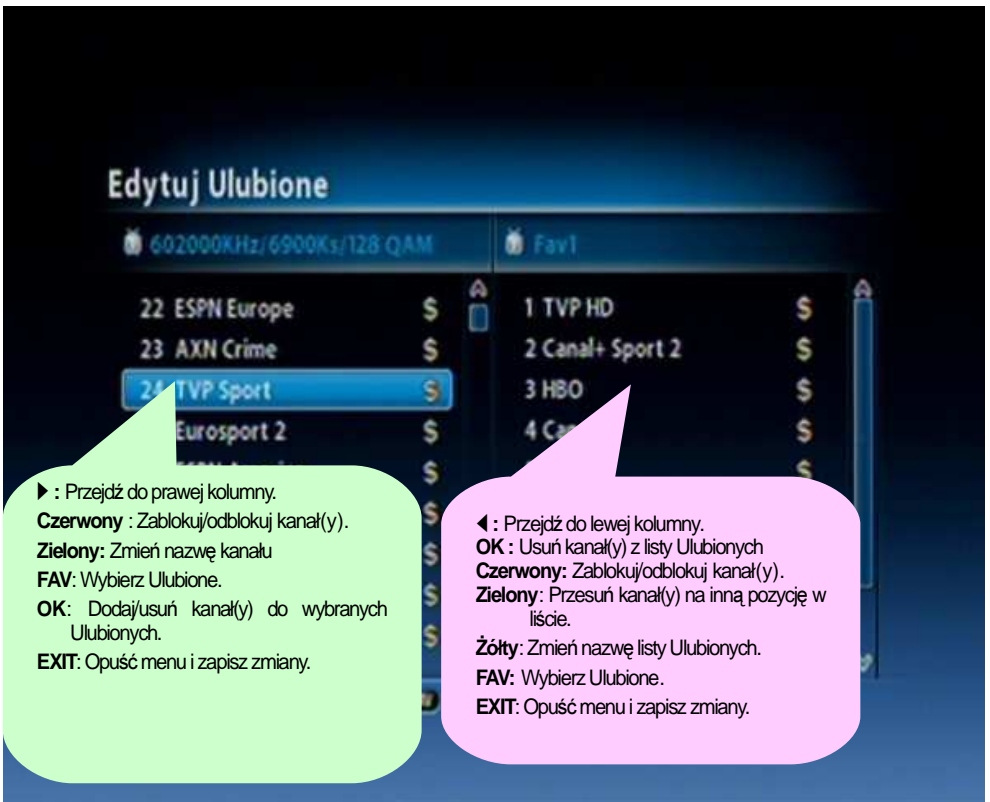 Edytuj Ulubione
602000KHz/6900Ks/128 QAM
Fav1
22 ESPN Europe $
23 AXN Crime $
24 TVP Sport $
Eurosport 2 $
$
$
$
$
$
1 TVP HD $
2 Canal+ Sport 2 $
3 HBO $
4 $
$
: Przejdź do prawej kolumny.
Czerwony : Zablokuj/odblokuj kanał(y).
Zielony: Zmień nazwę kanału
FAV: Wybierz Ulubione.
OK: Dodaj/usuń kanał(y) do wybranych
Ulubionych.
EXIT: Opuść menu i zapisz zmiany.
: Przejdź do lewej kolumny.
OK : Usuń kanał(y) z listy Ulubionych
Czerwony: Zablokuj/odblokuj kanał(y).
Zielony: Przesuń kanał(y) na inną pozycję w
liście.
Żółty: Zmień nazwę listy Ulubionych.
FAV: Wybierz Ulubione.
EXIT: Opuść menu i zapisz zmiany.